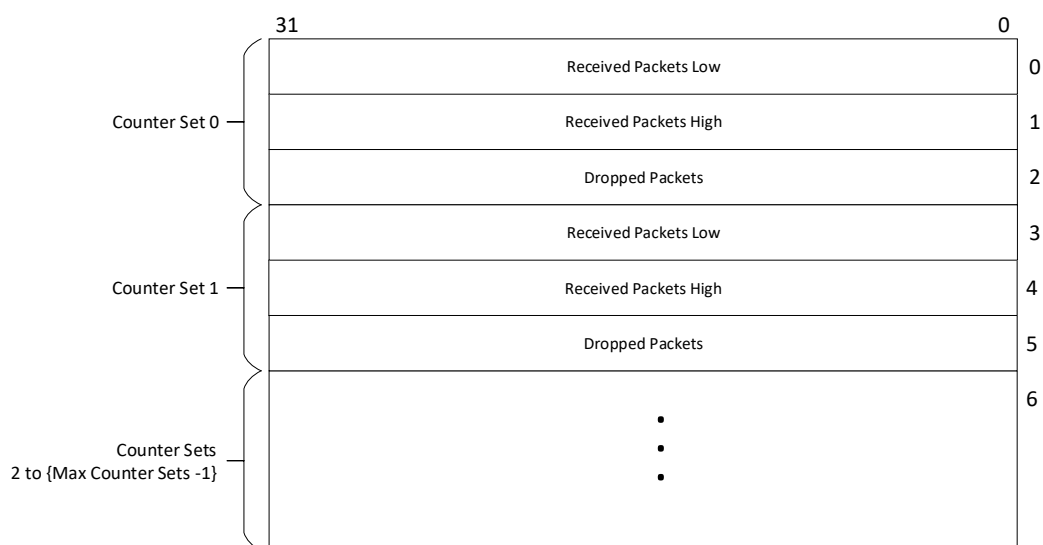 31 0
Received Packets Low 0
Counter Set 0 Received Packets High 1
Dropped Packets 2
Received Packets Low 3
Counter Set 1 Received Packets High 4
Dropped Packets 5
6
Counter Sets
2 to {Max Counter Sets -1}